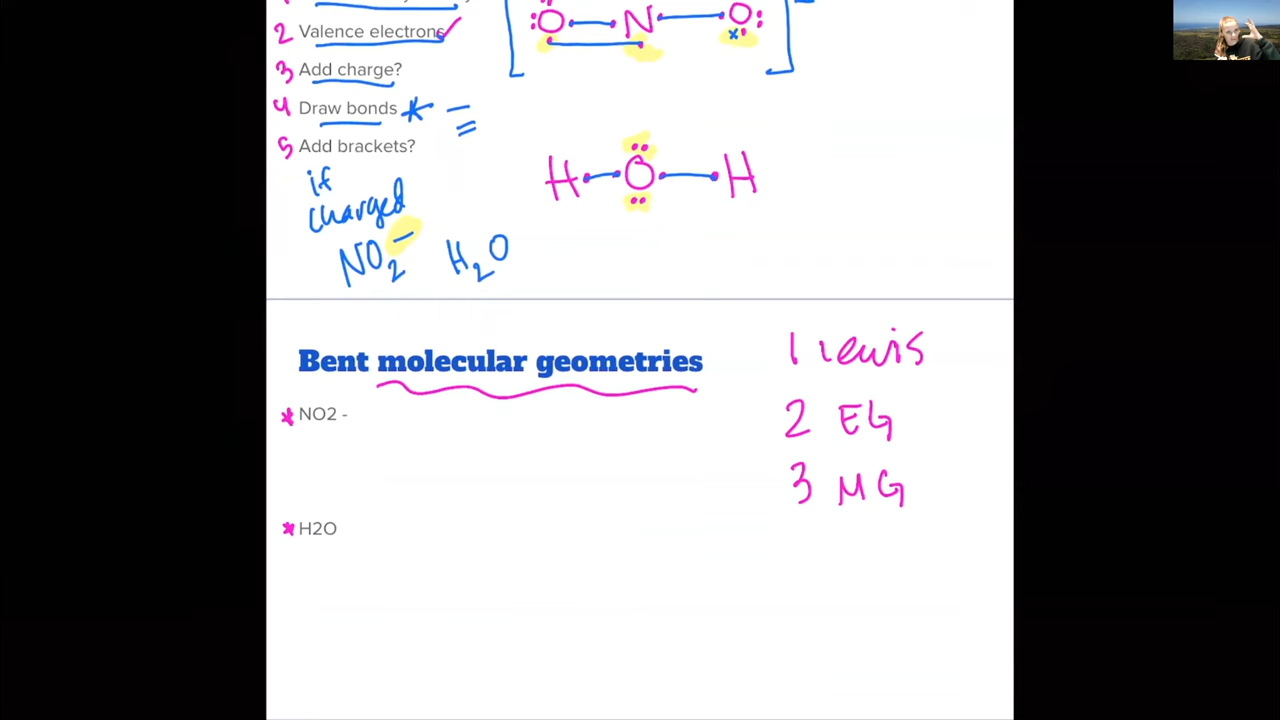 :O N O:
2 Valence electrons
3 Add charge?
4 Draw bonds * – =
5 Add brackets?
H O H
if
charged
NO2– H2O
Bent molecular geometries
1 Lewis
* NO2 -
2 EG
3 MG
* H2O